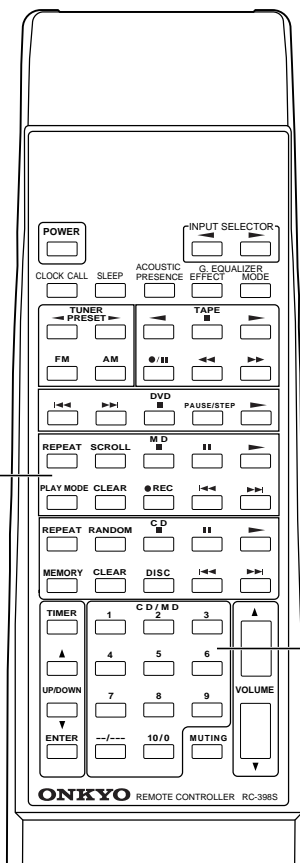 POWER
INPUT SELECTOR
CLOCK CALL SLEEP ACOUSTIC PRESENCE G. EQUALIZER EFFECT MODE
TUNER
PRESET
TAPE
FM AM ●/II
DVD
PAUSE/STEP
MD
REPEAT SCROLL
PLAY MODE CLEAR ●REC
CD
REPEAT RANDOM
MEMORY CLEAR DISC
TIMER
CD/MD
1 2 3
4 5 6
UP/DOWN
7 8 9
VOLUME
ENTER --/--- 10/0 MUTING
ONKYO REMOTE CONTROLLER RC-398S